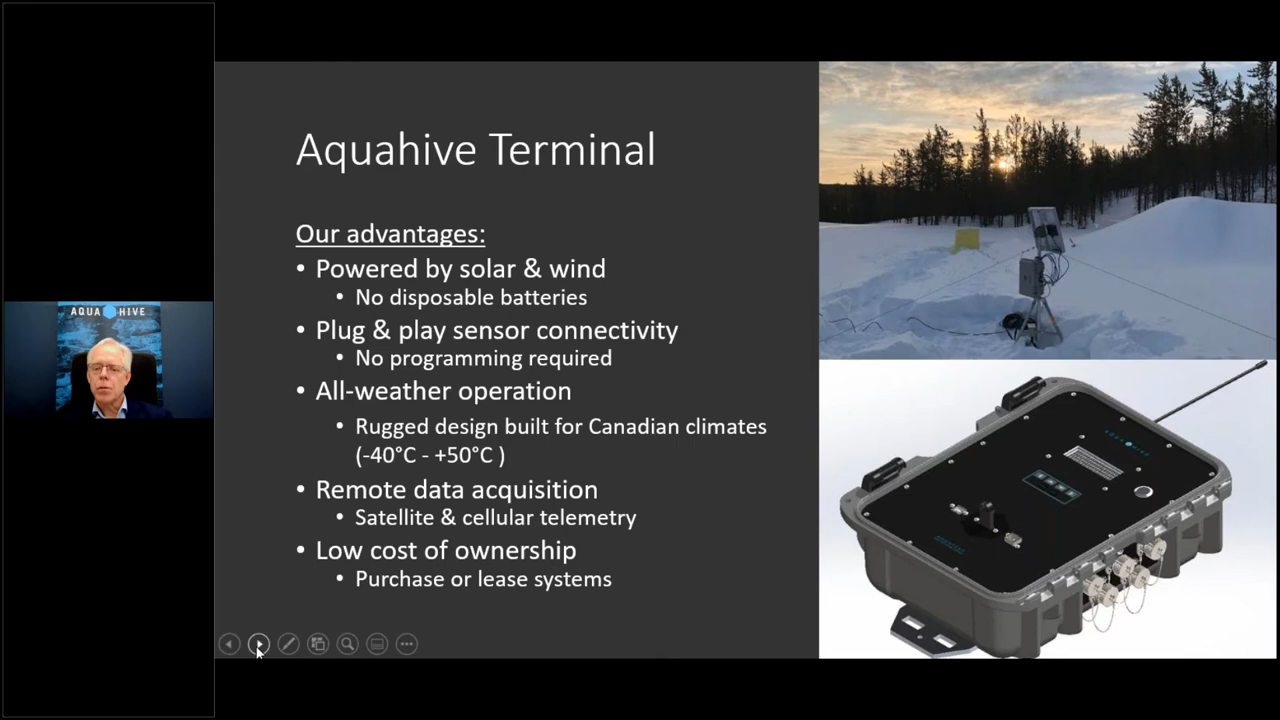 Aquahive Terminal
Our advantages:
• Powered by solar & wind
• No disposable batteries
• Plug & play sensor connectivity
• No programming required
• All-weather operation
• Rugged design built for Canadian climates
(-40°C - +50°C )
• Remote data acquisition
• Satellite & cellular telemetry
• Low cost of ownership
• Purchase or lease systems
AQUA HIVE